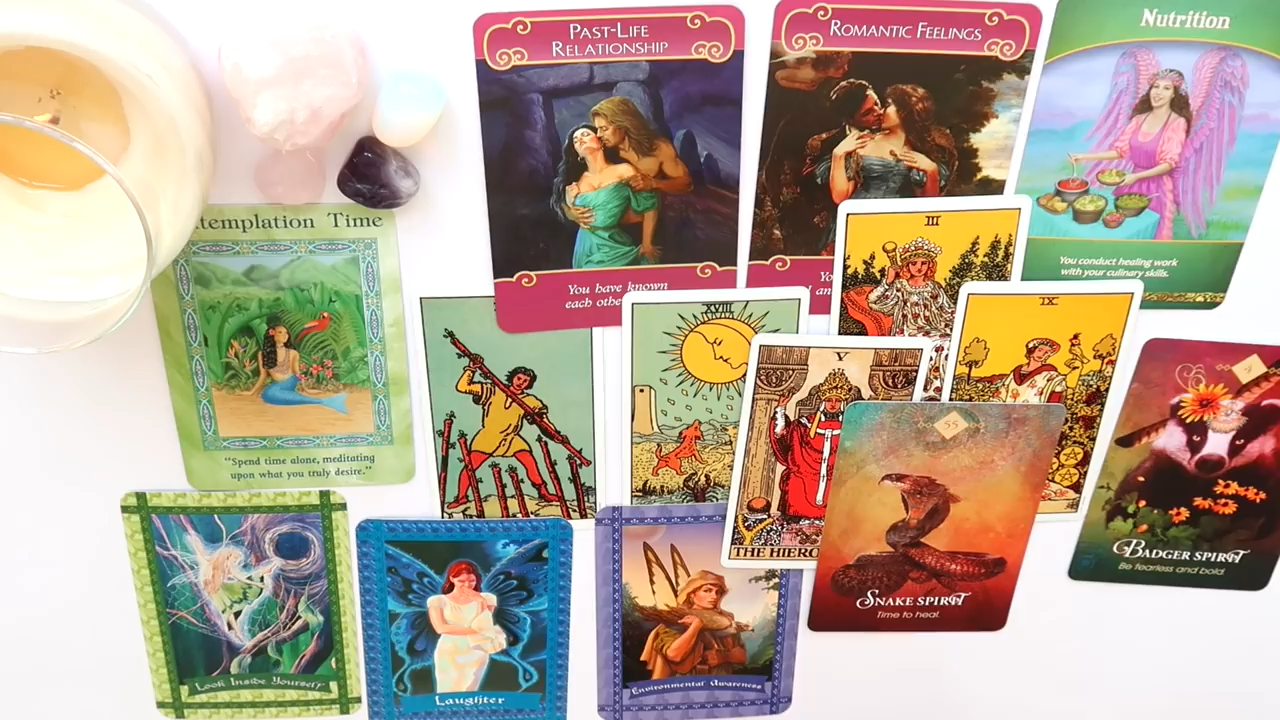 PAST-LIFE
RELATIONSHIP
You have known
each othe
ROMANTIC FEELINGS
Yo
Nutrition
You conduct healing work
with your culinary skills.
templation Time
"Spend time alone, meditating
upon what you truly desire."
III
XVIII
IX
V
THE HIERO
55
SNAKE SPIRIT
Time to heal.
BADGER SPIRIT
Be fearless and bold.
Look Inside Yourself
Laughter
Environmental Awareness